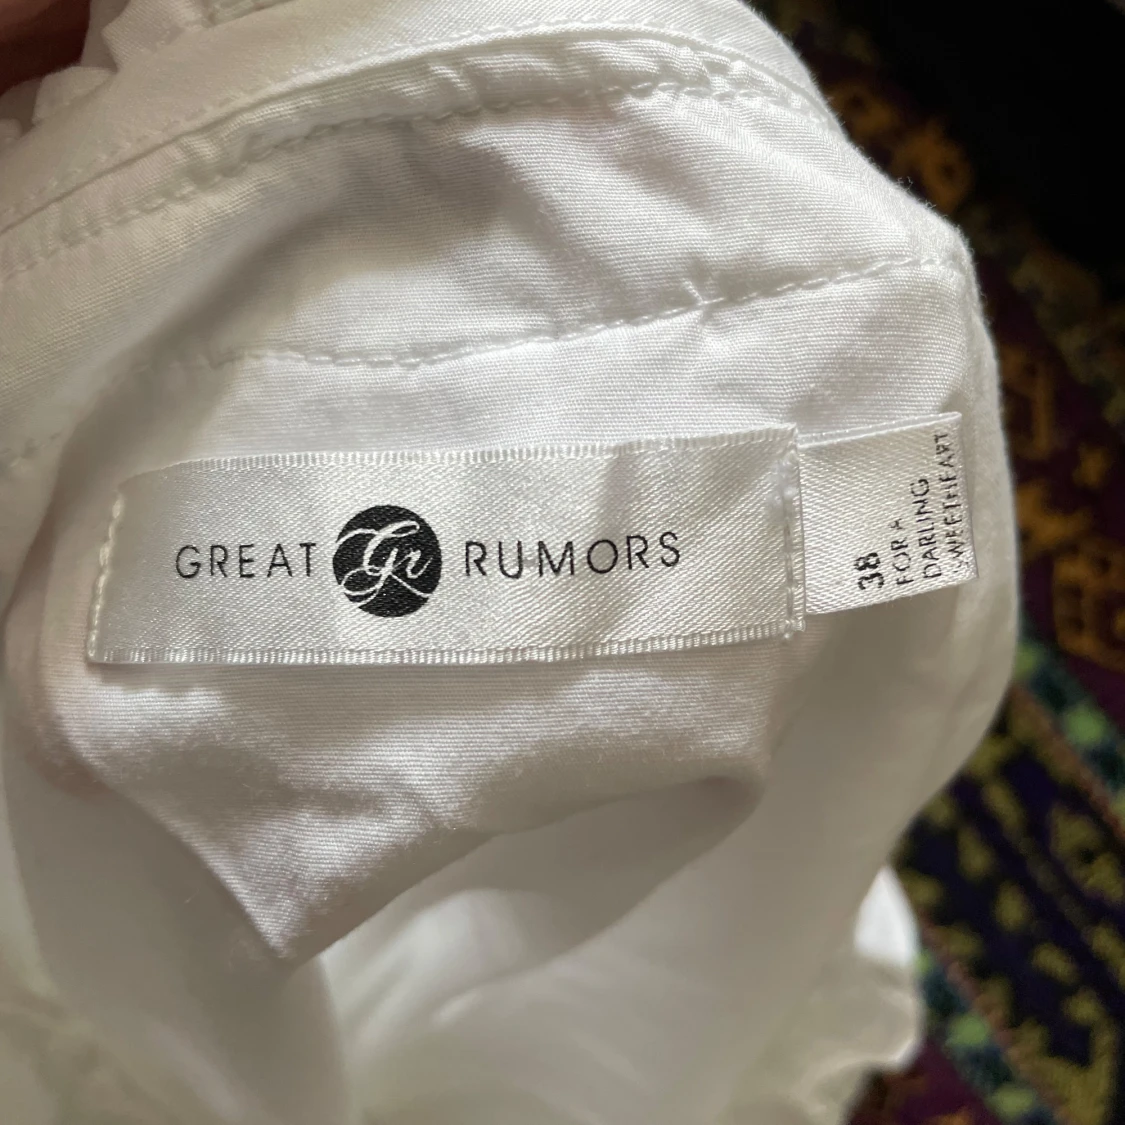 GREAT Gr RUMORS
38
FOR A
DARLING
SWEETHEART